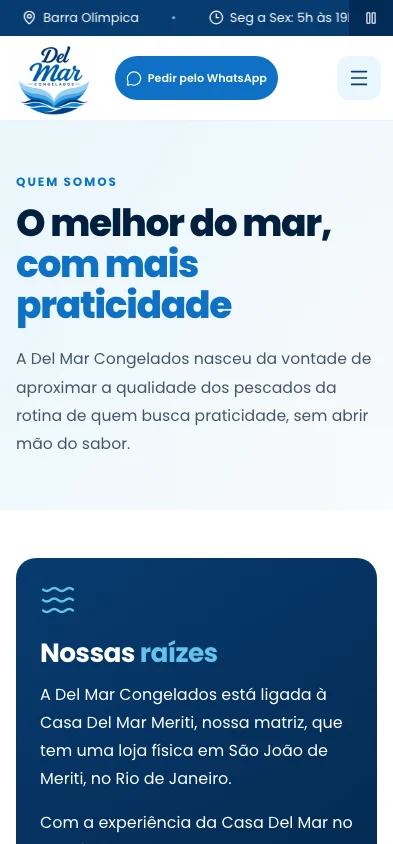 Barra Olímpica • Seg a Sex: 5h às 19
Del
Mar
CONGELADOS
Pedir pelo WhatsApp
QUEM SOMOS
O melhor do mar,
com mais
praticidade
A Del Mar Congelados nasceu da vontade de
aproximar a qualidade dos pescados da
rotina de quem busca praticidade, sem abrir
mão do sabor.
Nossas raízes
A Del Mar Congelados está ligada à
Casa Del Mar Meriti, nossa matriz, que
tem uma loja física em São João de
Meriti, no Rio de Janeiro.
Com a experiência da Casa Del Mar no